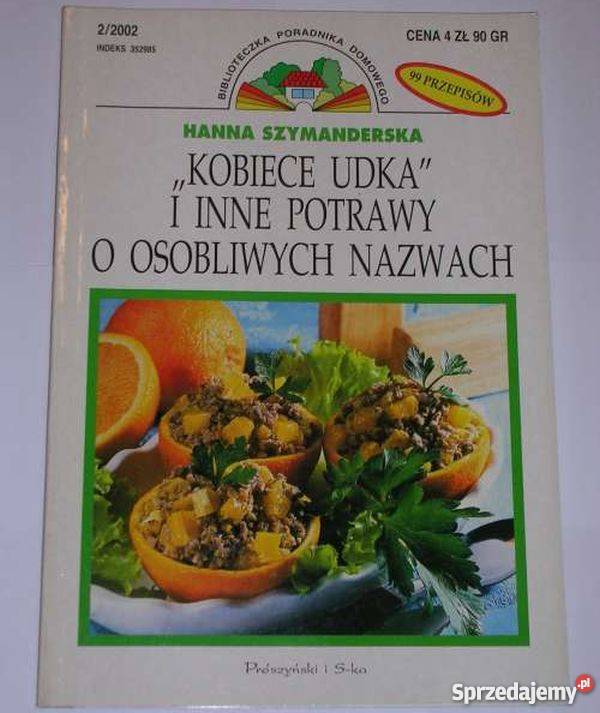 2/2002
INDEKS 352985
BIBLIOTECZKA PORADNIKA DOMOWEGO
CENA 4 ZŁ 90 GR
99 PRZEPISÓW
HANNA SZYMANDERSKA
„KOBIECE UDKA”
I INNE POTRAWY
O OSOBLIWYCH NAZWACH
Prószyński i S-ka
Sprzedajemy.pl